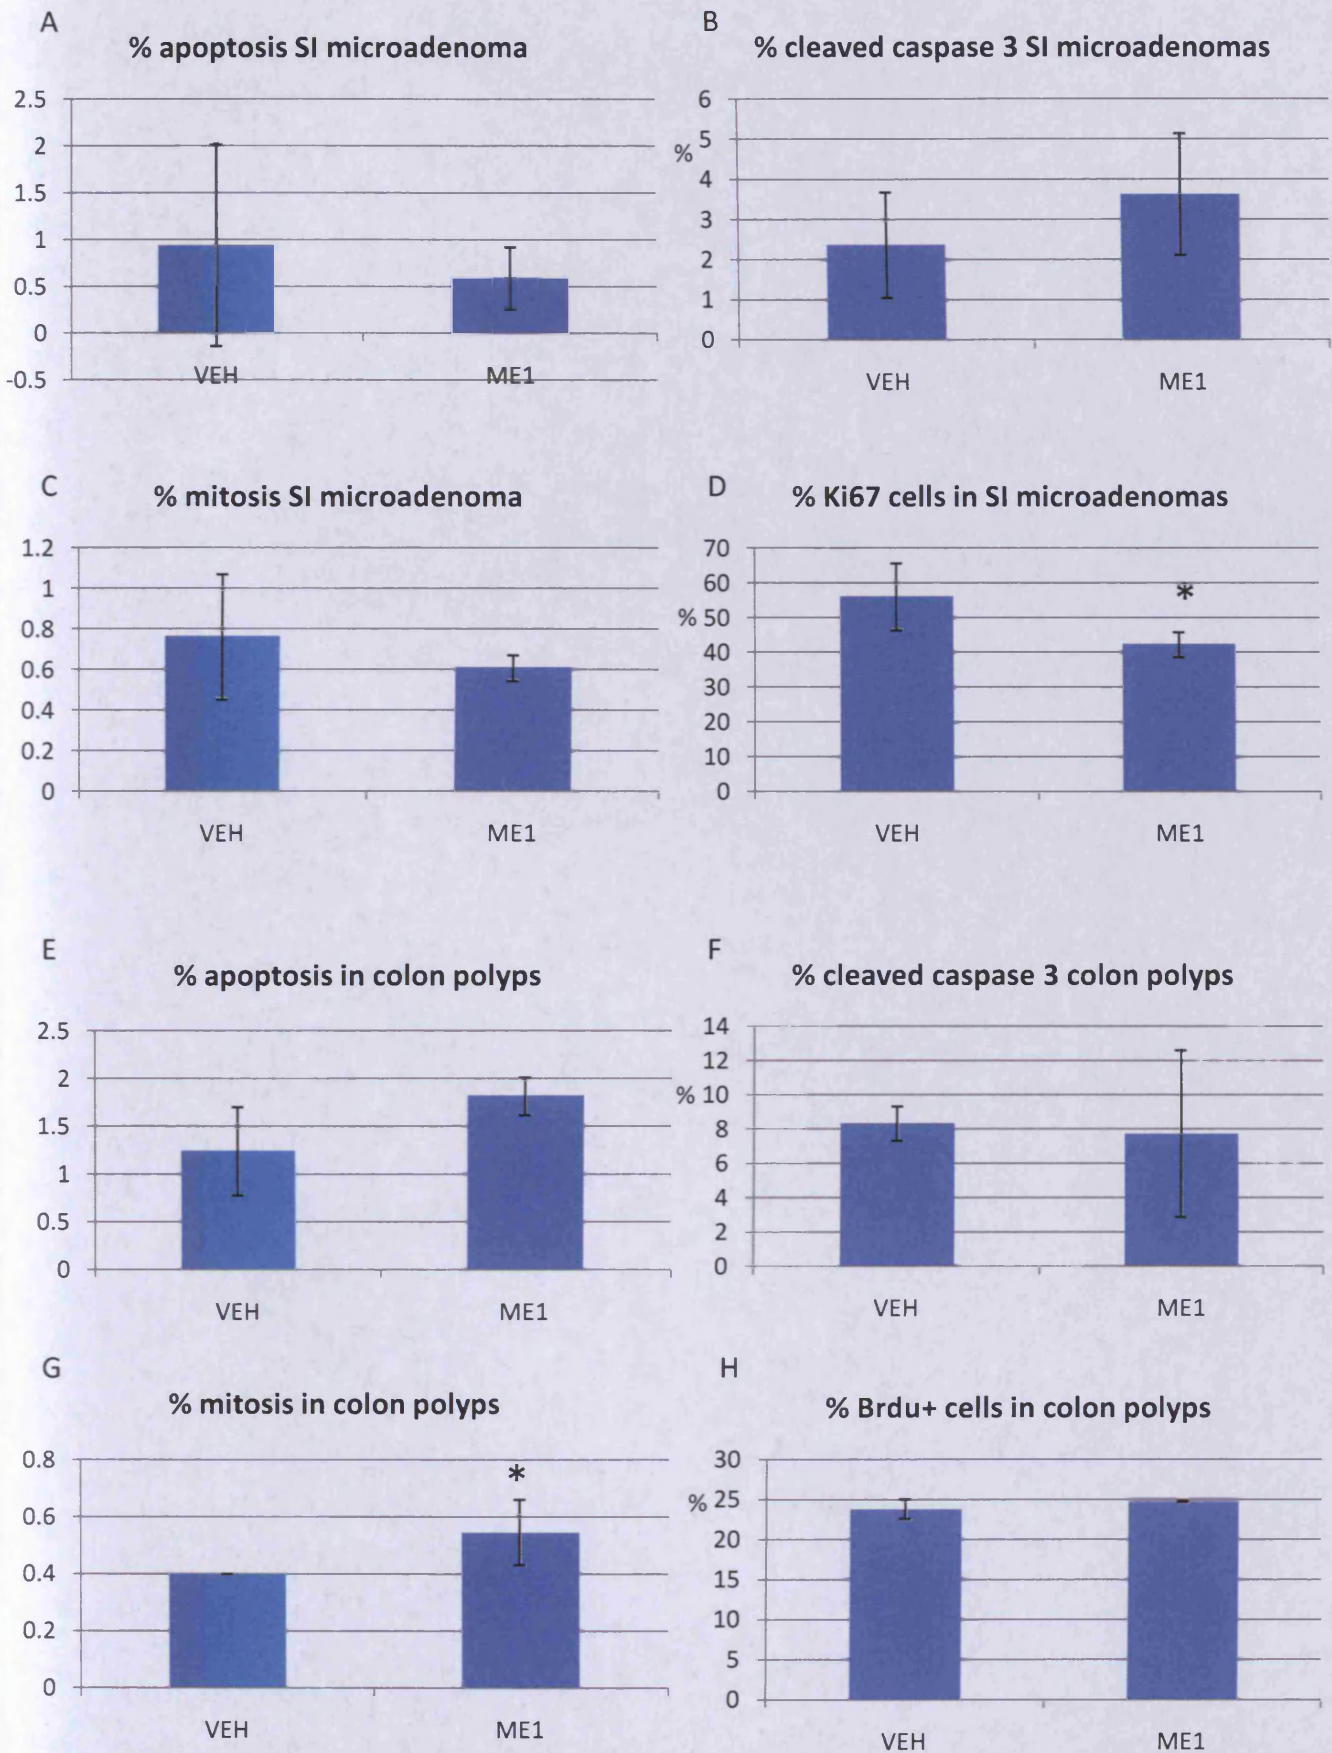 A
% apoptosis SI microadenoma
2.5
2
1.5
1
0.5
0
-0.5
VEH
ME1
B
% cleaved caspase 3 SI microadenomas
6
5
%
4
3
2
1
0
VEH
ME1
C
% mitosis SI microadenoma
1.2
1
0.8
0.6
0.4
0.2
0
VEH
ME1
D
% Ki67 cells in SI microadenomas
70
60
*
% 50
40
30
20
10
0
VEH
ME1
E
% apoptosis in colon polyps
2.5
2
1.5
1
0.5
0
VEH
ME1
F
% cleaved caspase 3 colon polyps
14
12
% 10
8
6
4
2
0
VEH
ME1
G
% mitosis in colon polyps
0.8
*
0.6
0.4
0.2
0
VEH
ME1
H
% Brdu+ cells in colon polyps
30
% 25
20
15
10
5
0
VEH
ME1